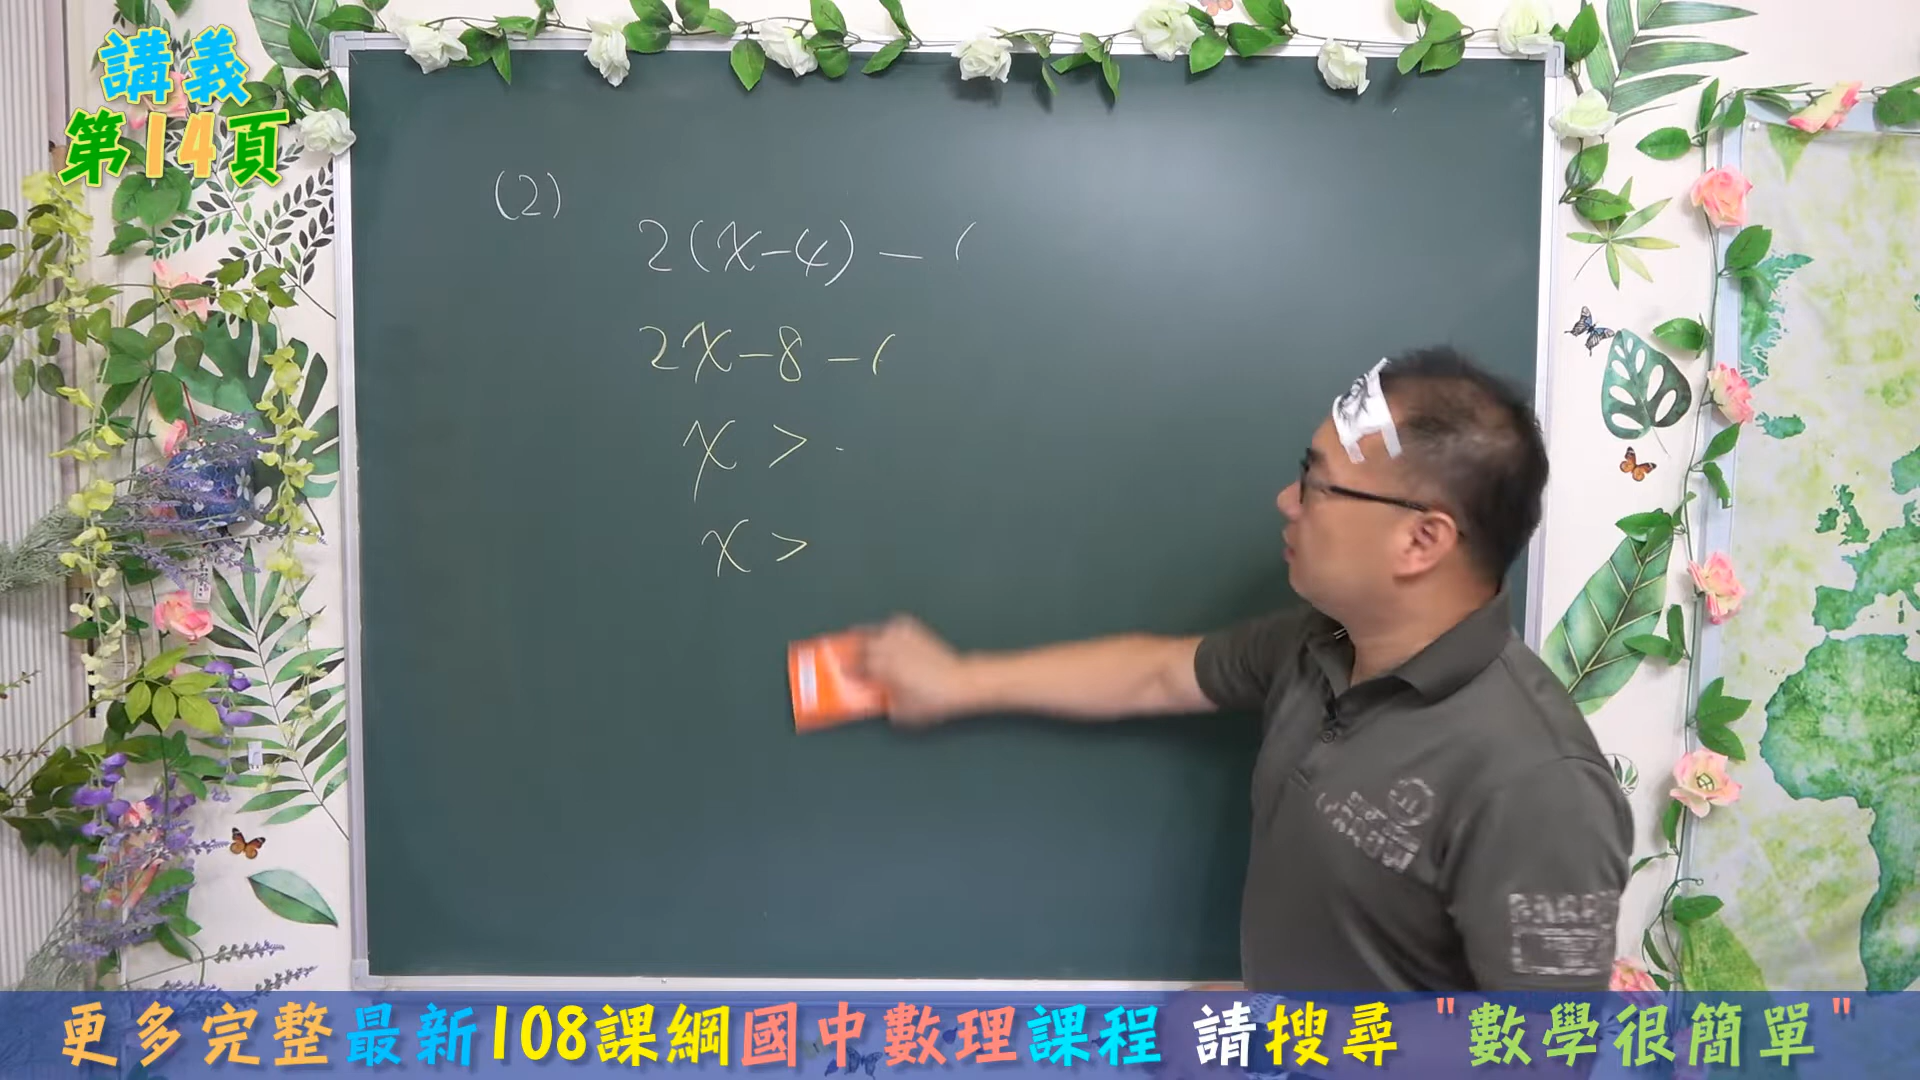 講義
第14頁
(2)
2(x-4)-(
2x-8-(
x>
x>
更多完整最新108課綱國中數理課程 請搜尋 "數學很簡單"